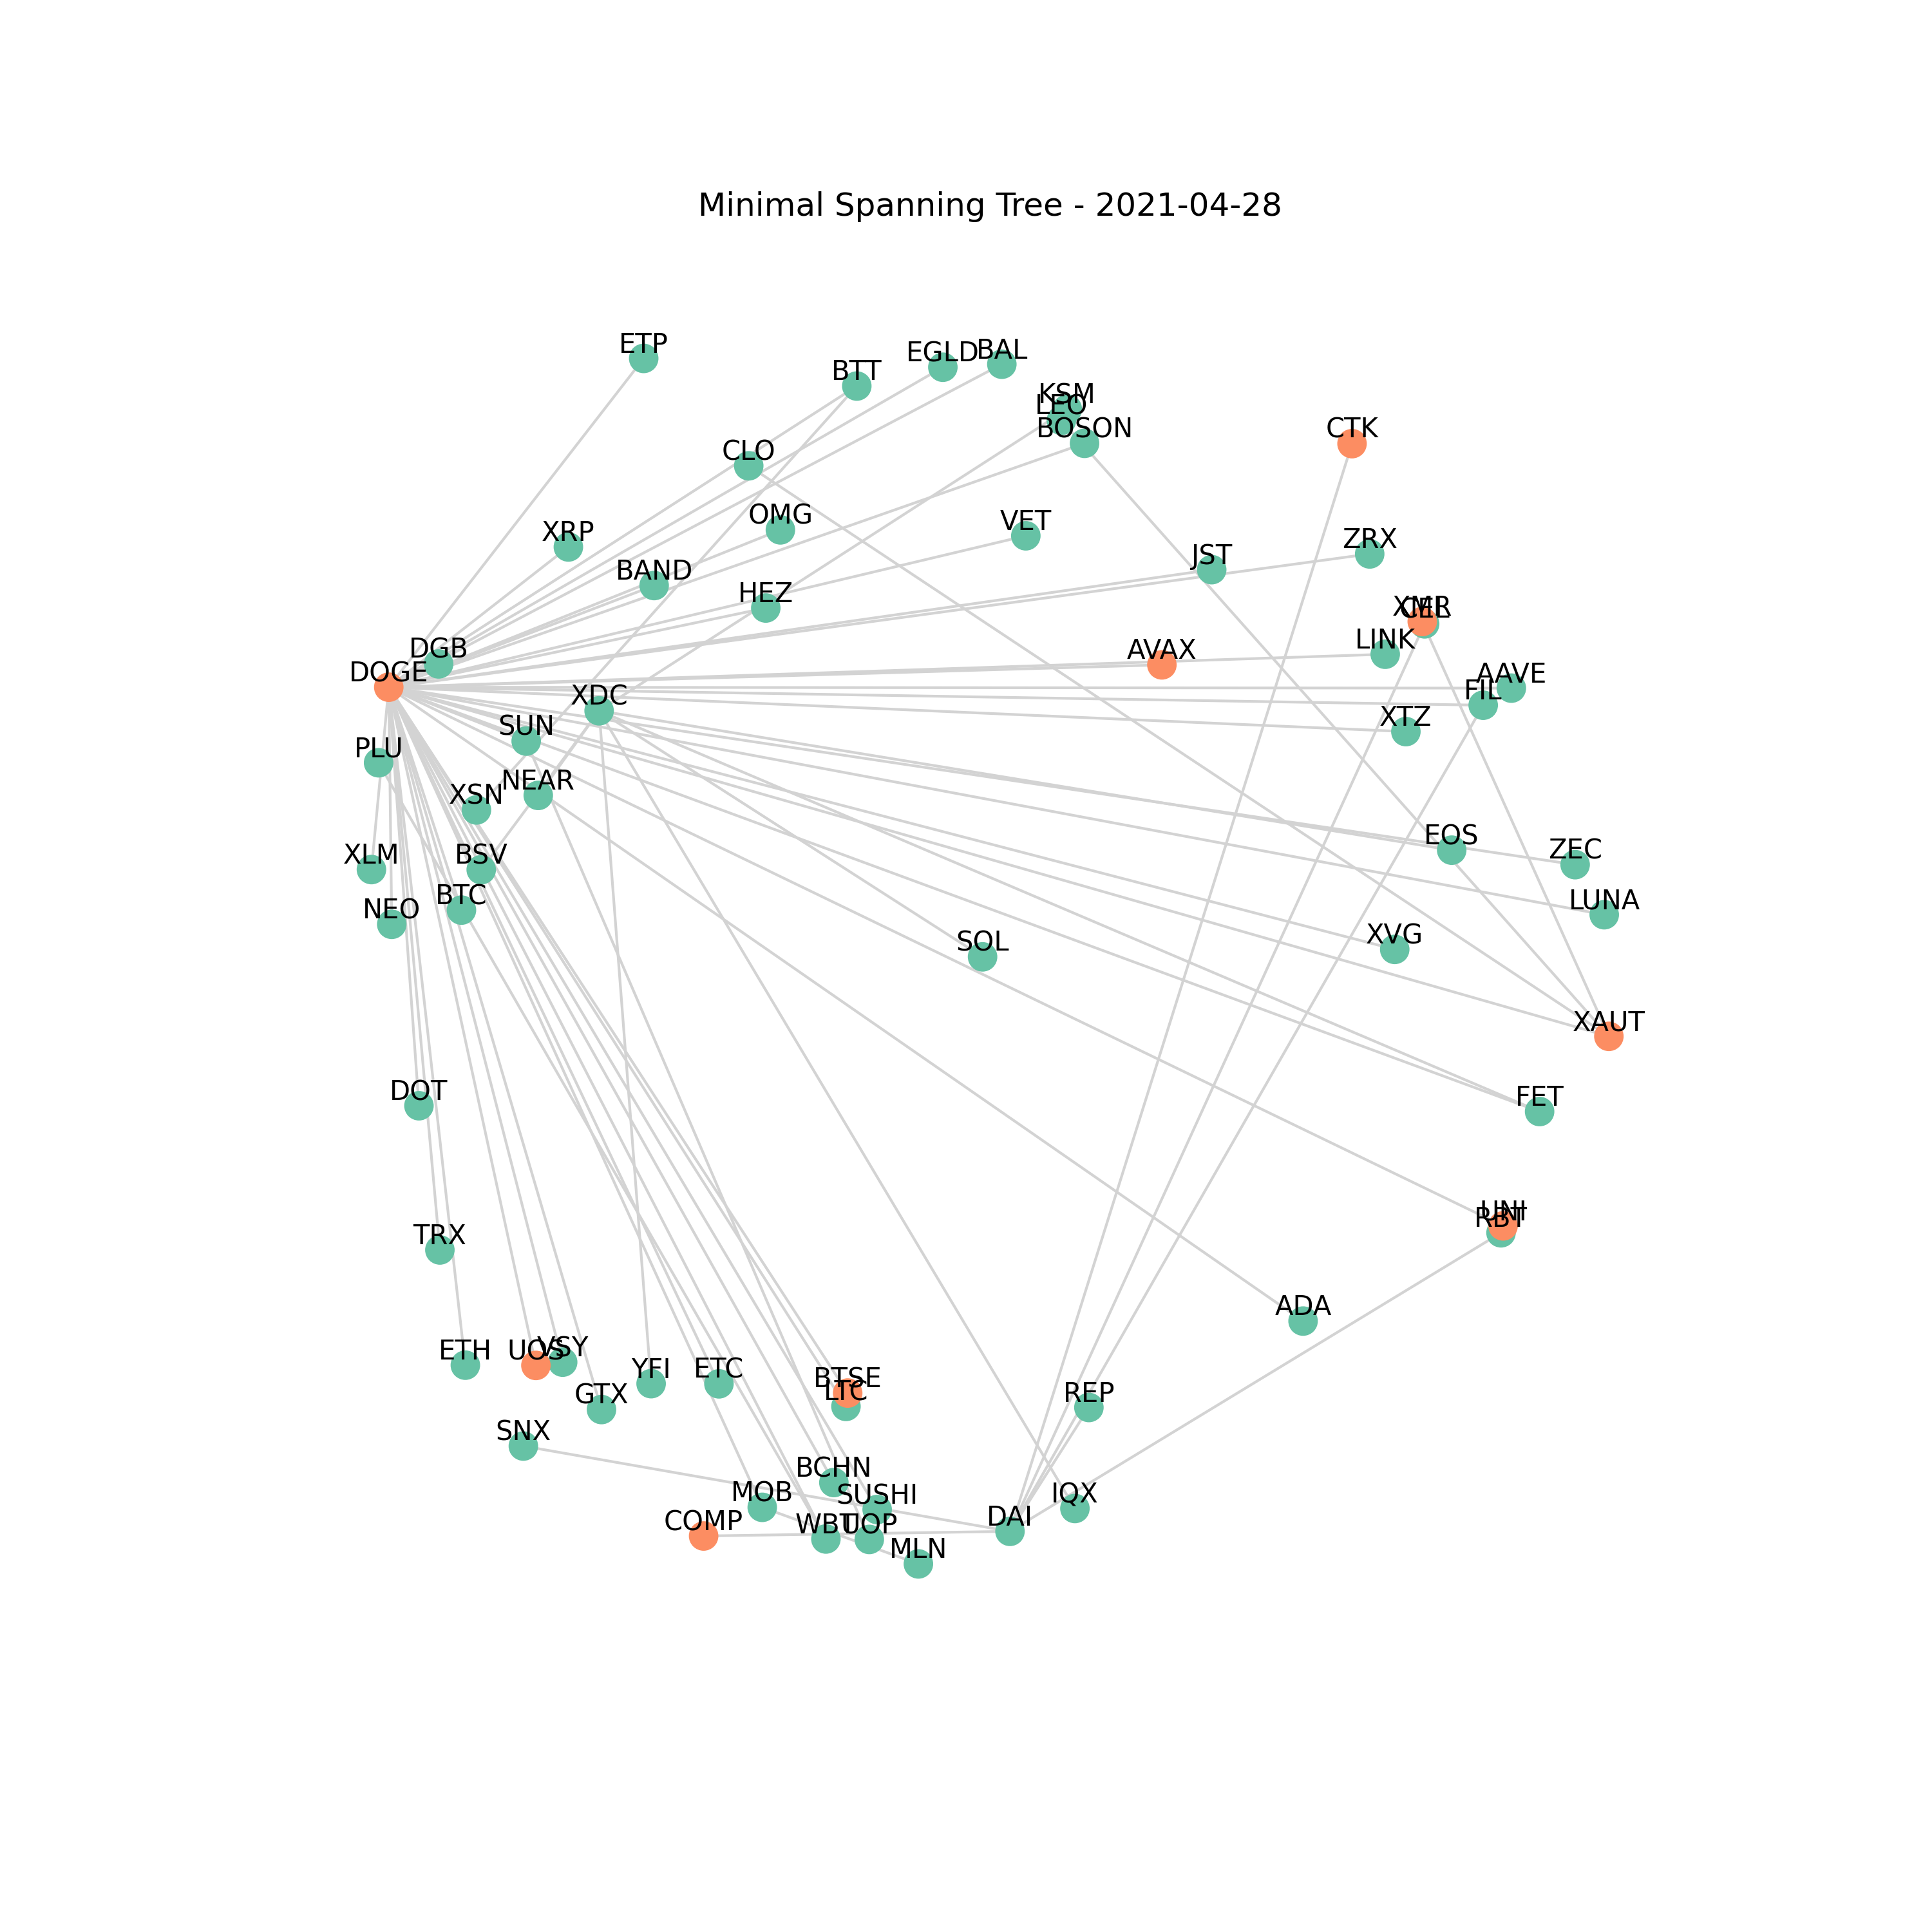 Minimal Spanning Tree - 2021-04-28
ETP
BTT
EGLD
BAL
KSM
LEO
BOSON
CTK
CLO
OMG
XRP
VET
ZRX
JST
BAND
HEZ
XMR
CEL
LINK
AVAX
DGB
DOGE
AAVE
FIL
XDC
XTZ
SUN
PLU
NEAR
XSN
EOS
ZEC
XLM
BSV
BTC
NEO
LUNA
XVG
SOL
XAUT
DOT
FET
UNI
RBT
TRX
ADA
ETH
UOS
VSY
YFI
ETC
BTSE
LTC
GTX
REP
SNX
BCHN
MOB
SUSHI
IQX
COMP
WBT
UOP
DAI
MLN